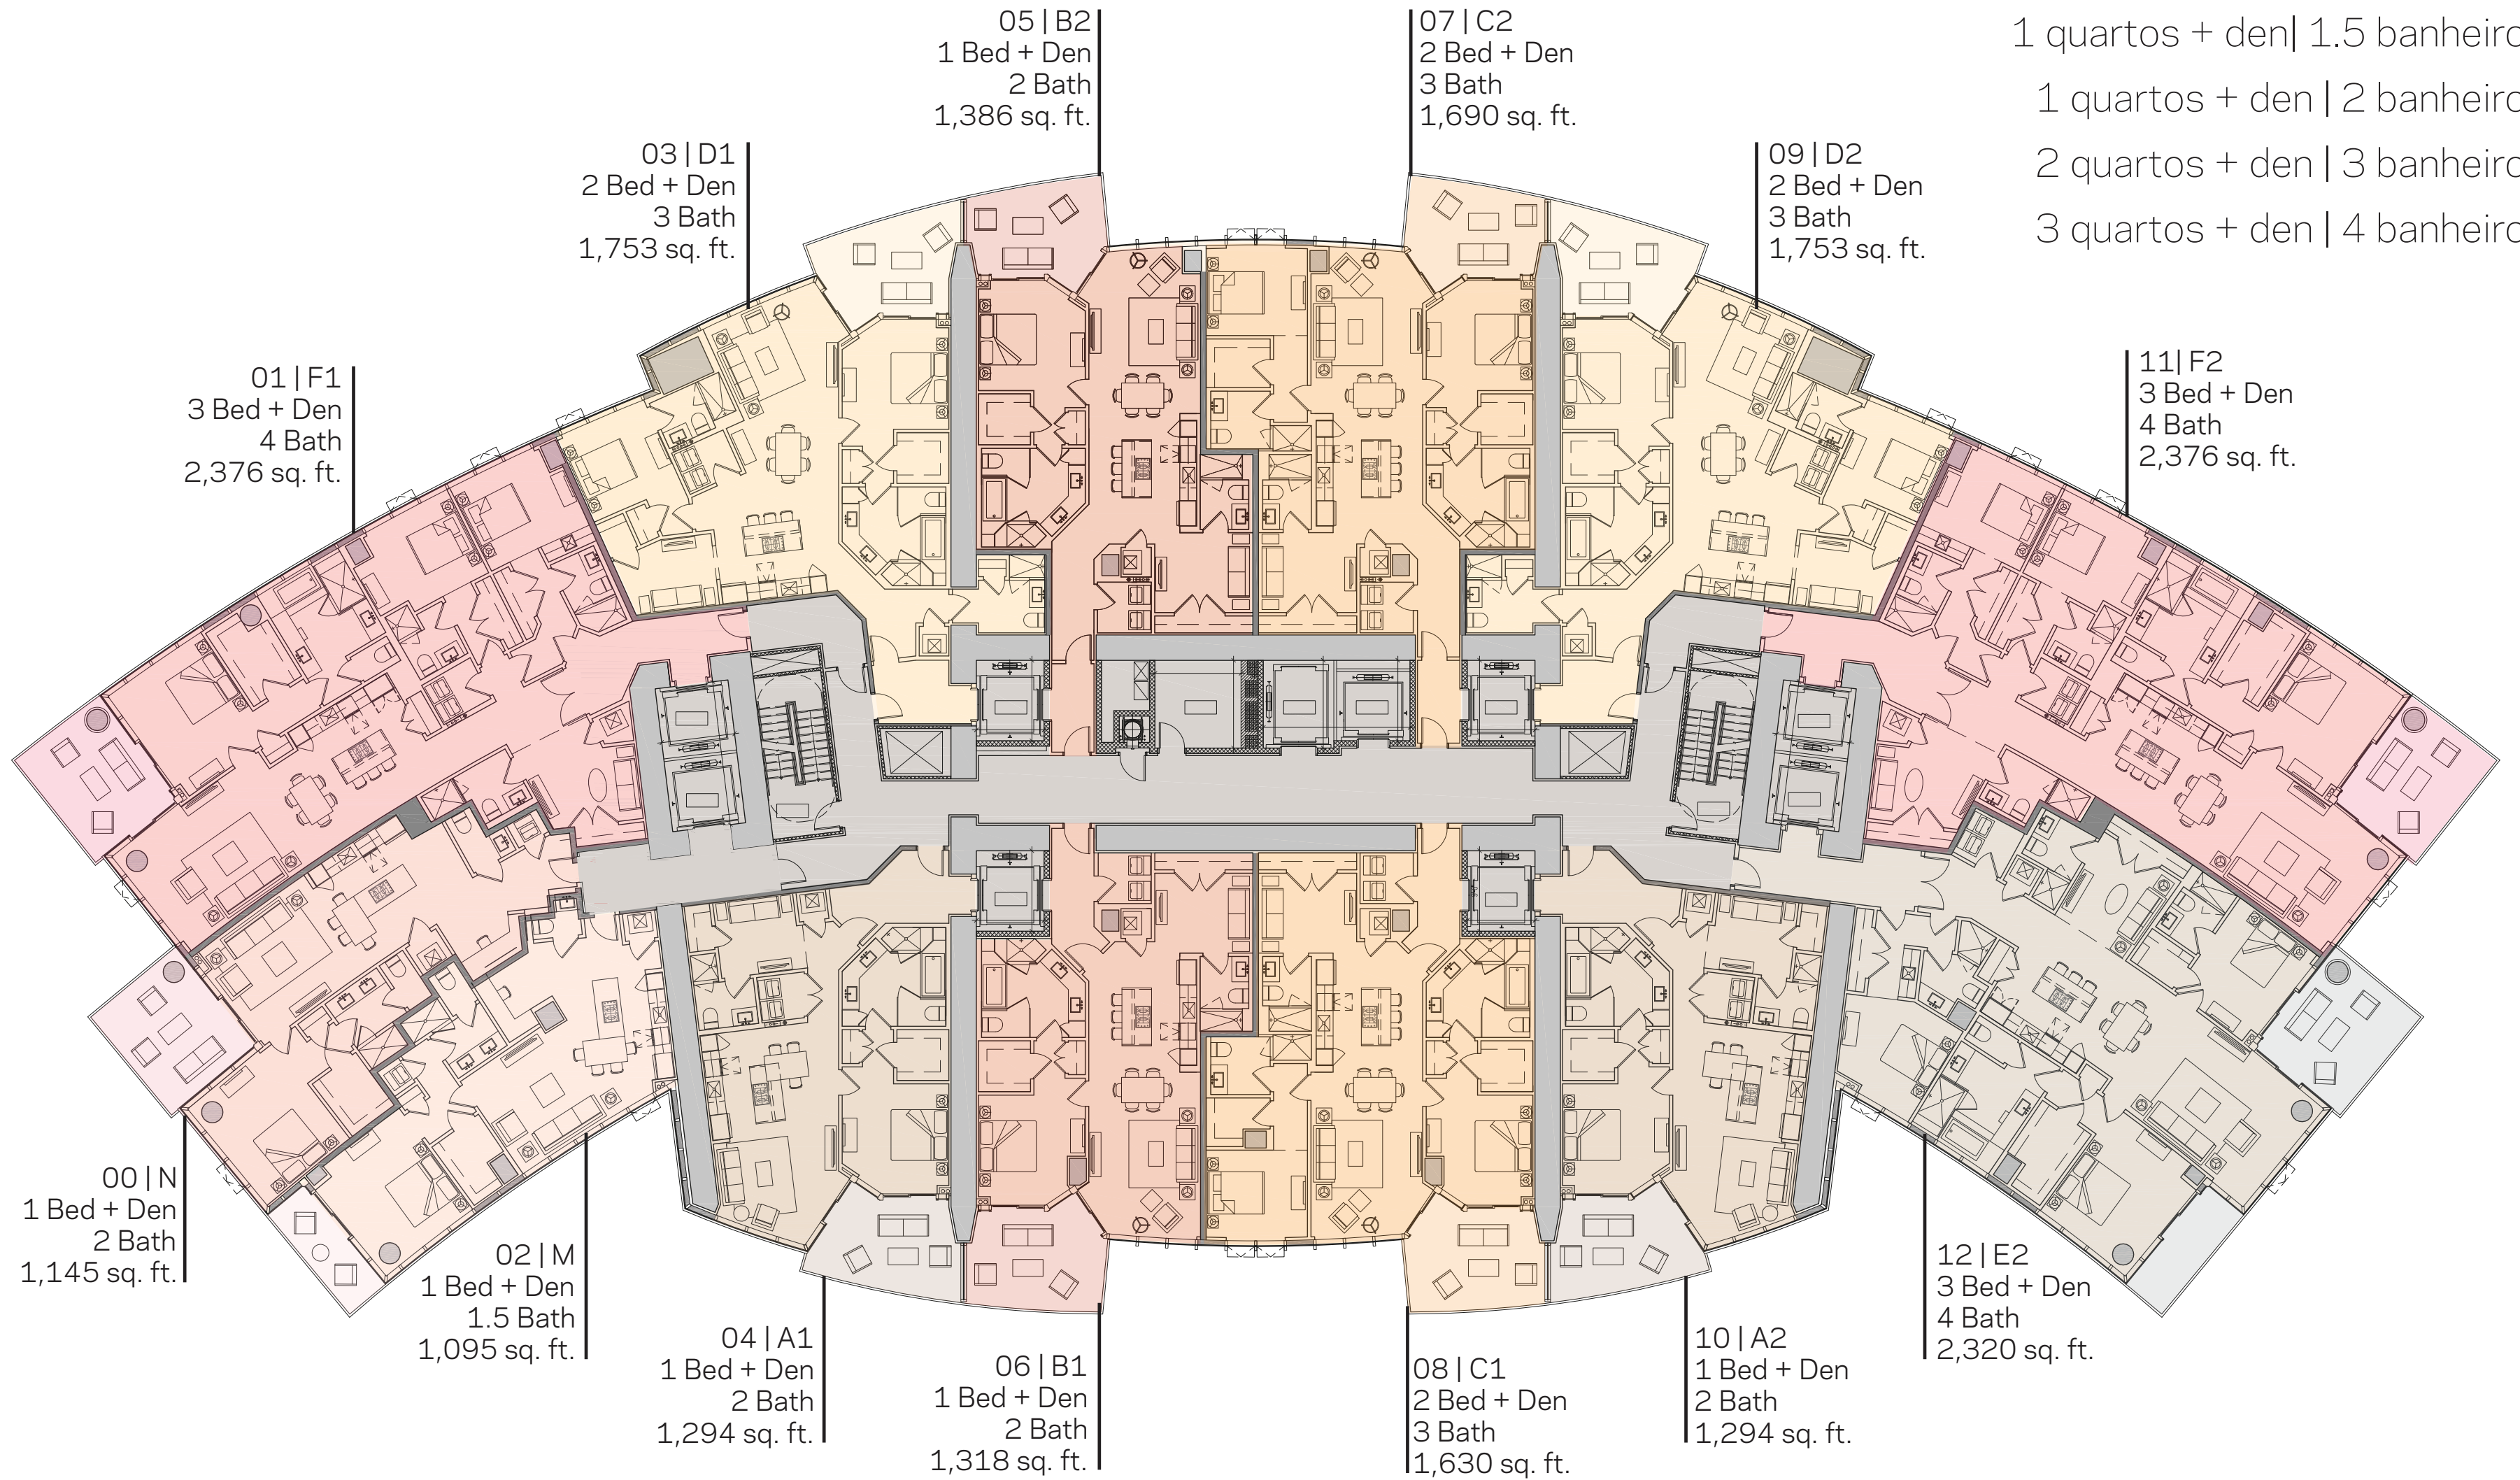 05 | B2
1 Bed + Den
2 Bath
1,386 sq. ft.
07 | C2
2 Bed + Den
3 Bath
1,690 sq. ft.
1 quartos + den| 1.5 banheiro
1 quartos + den | 2 banheiro
2 quartos + den | 3 banheiro
3 quartos + den | 4 banheiro
03 | D1
2 Bed + Den
3 Bath
1,753 sq. ft.
09 | D2
2 Bed + Den
3 Bath
1,753 sq. ft.
01 | F1
3 Bed + Den
4 Bath
2,376 sq. ft.
11| F2
3 Bed + Den
4 Bath
2,376 sq. ft.
00 | N
1 Bed + Den
2 Bath
1,145 sq. ft.
02 | M
1 Bed + Den
1.5 Bath
1,095 sq. ft.
04 | A1
1 Bed + Den
2 Bath
1,294 sq. ft.
06 | B1
1 Bed + Den
2 Bath
1,318 sq. ft.
08 | C1
2 Bed + Den
3 Bath
1,630 sq. ft.
10 | A2
1 Bed + Den
2 Bath
1,294 sq. ft.
12 | E2
3 Bed + Den
4 Bath
2,320 sq. ft.